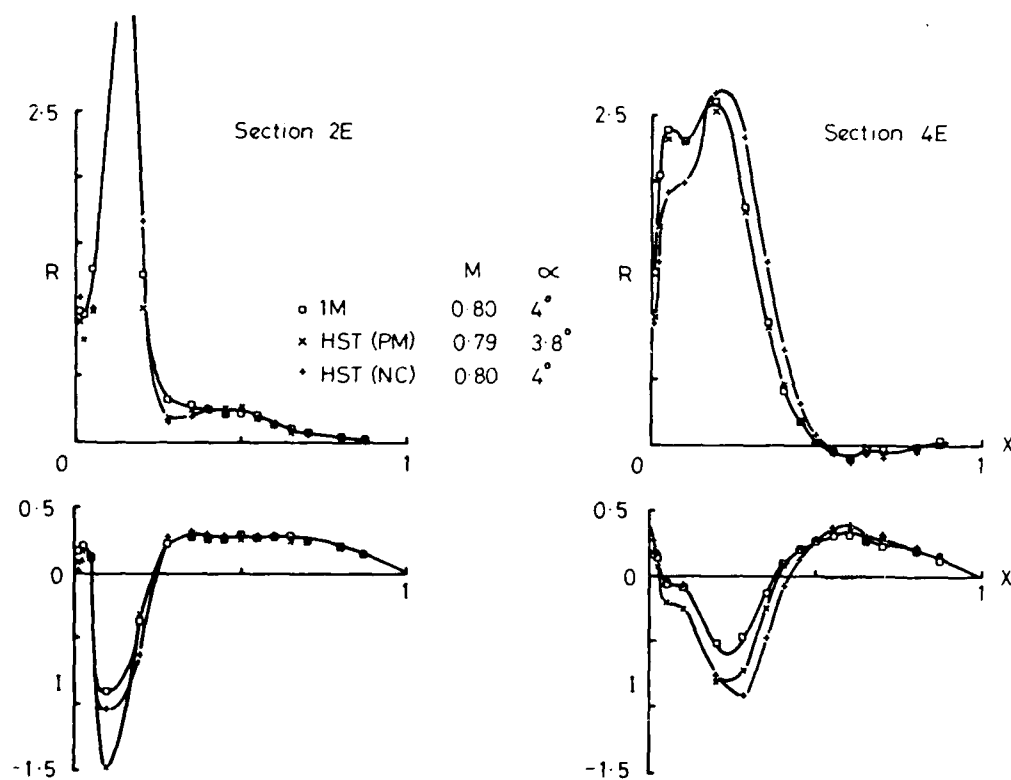 2.5
Section 2E
R
0
1
0.5
0
1
I
-1.5
M ∝
□ 1M 0.80 4°
× HST (PM) 0.79 3.8°
+ HST (NC) 0.80 4°
2.5
Section 4E
R
0
1 X
0.5
0
1 X
I
-1.5